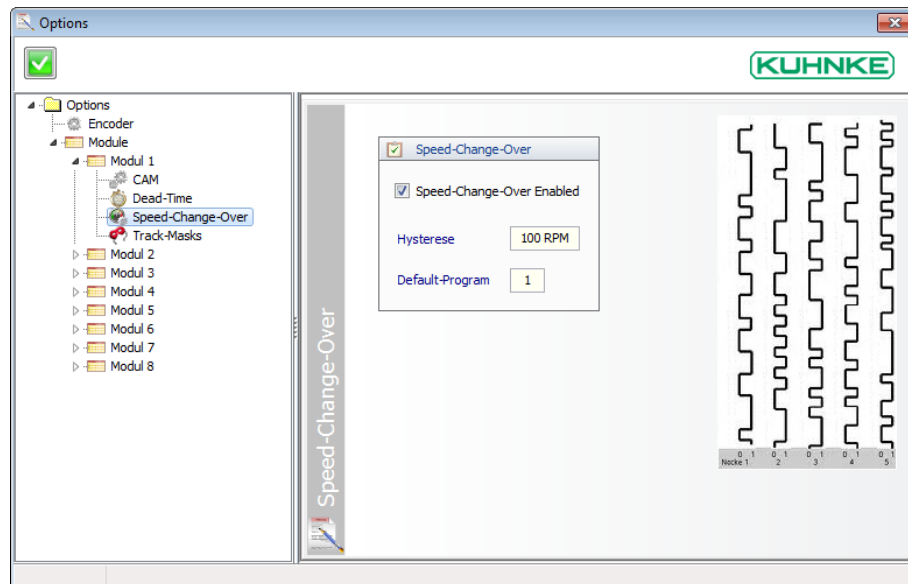 Options
KUHNKE
Options
Encoder
Module
Modul 1
CAM
Dead-Time
Speed-Change-Over
Track-Masks
Modul 2
Modul 3
Modul 4
Modul 5
Modul 6
Modul 7
Modul 8
Speed-Change-Over
Speed-Change-Over
Speed-Change-Over Enabled
Hysterese 100 RPM
Default-Program 1
0 1 0 1 0 1 0 1 0 1
Nocke 1 2 3 4 5